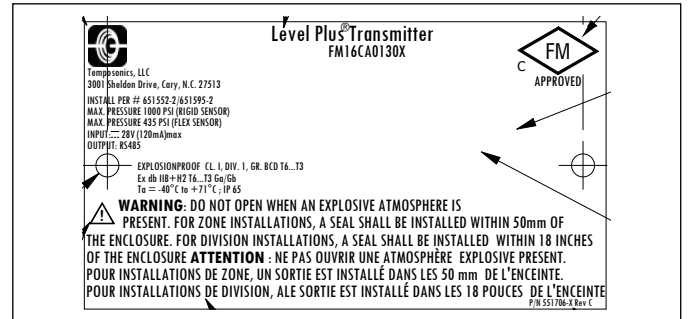 Level Plus® Transmitter
FM16CA0130X
FM
C
APPROVED
Temposonics, LLC
3001 Sheldon Drive, Cary, N.C. 27513
INSTALL PER # 651552-2/651595-2
MAX. PRESSURE 1000 PSI (RIGID SENSOR)
MAX. PRESSURE 435 PSI (FLEX SENSOR)
INPUT: ⎓ 28V (120mA)max
OUTPUT: RS485
EXPLOSIONPROOF CL. I, DIV. 1, GR. BCD T6...T3
Ex db IIB+H2 T6...T3 Ga/Gb
Ta = -40°C to +71°C ; IP 65
WARNING: DO NOT OPEN WHEN AN EXPLOSIVE ATMOSPHERE IS
PRESENT. FOR ZONE INSTALLATIONS, A SEAL SHALL BE INSTALLED WITHIN 50mm OF
THE ENCLOSURE. FOR DIVISION INSTALLATIONS, A SEAL SHALL BE INSTALLED WITHIN 18 INCHES
OF THE ENCLOSURE ATTENTION : NE PAS OUVRIR UNE ATMOSPHÈRE EXPLOSIVE PRESENT.
POUR INSTALLATIONS DE ZONE, UN SORTIE EST INSTALLÉ DANS LES 50 mm DE L'ENCEINTE.
POUR INSTALLATIONS DE DIVISION, ALE SORTIE EST INSTALLÉ DANS LES 18 POUCES DE L'ENCEINTE
P/N 551706-X Rev C